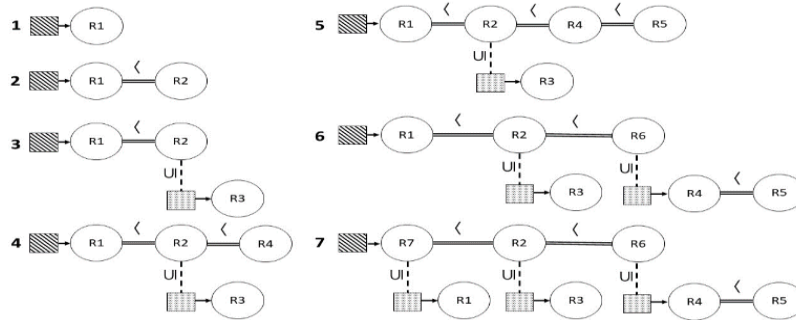 1 R1
2 R1 < R2
3 R1 < R2
UI
R3
4 R1 < R2 < R4
UI
R3
5 R1 < R2 < R4 < R5
UI
R3
6 R1 < R2 < R6
UI UI
R3 R4 < R5
7 R7 < R2 < R6
UI UI UI
R1 R3 R4 < R5